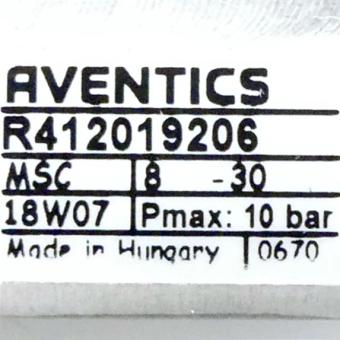 AVENTICS
R412019206
MSC 8 -30
18W07 Pmax: 10 bar
Made in Hungary 0670